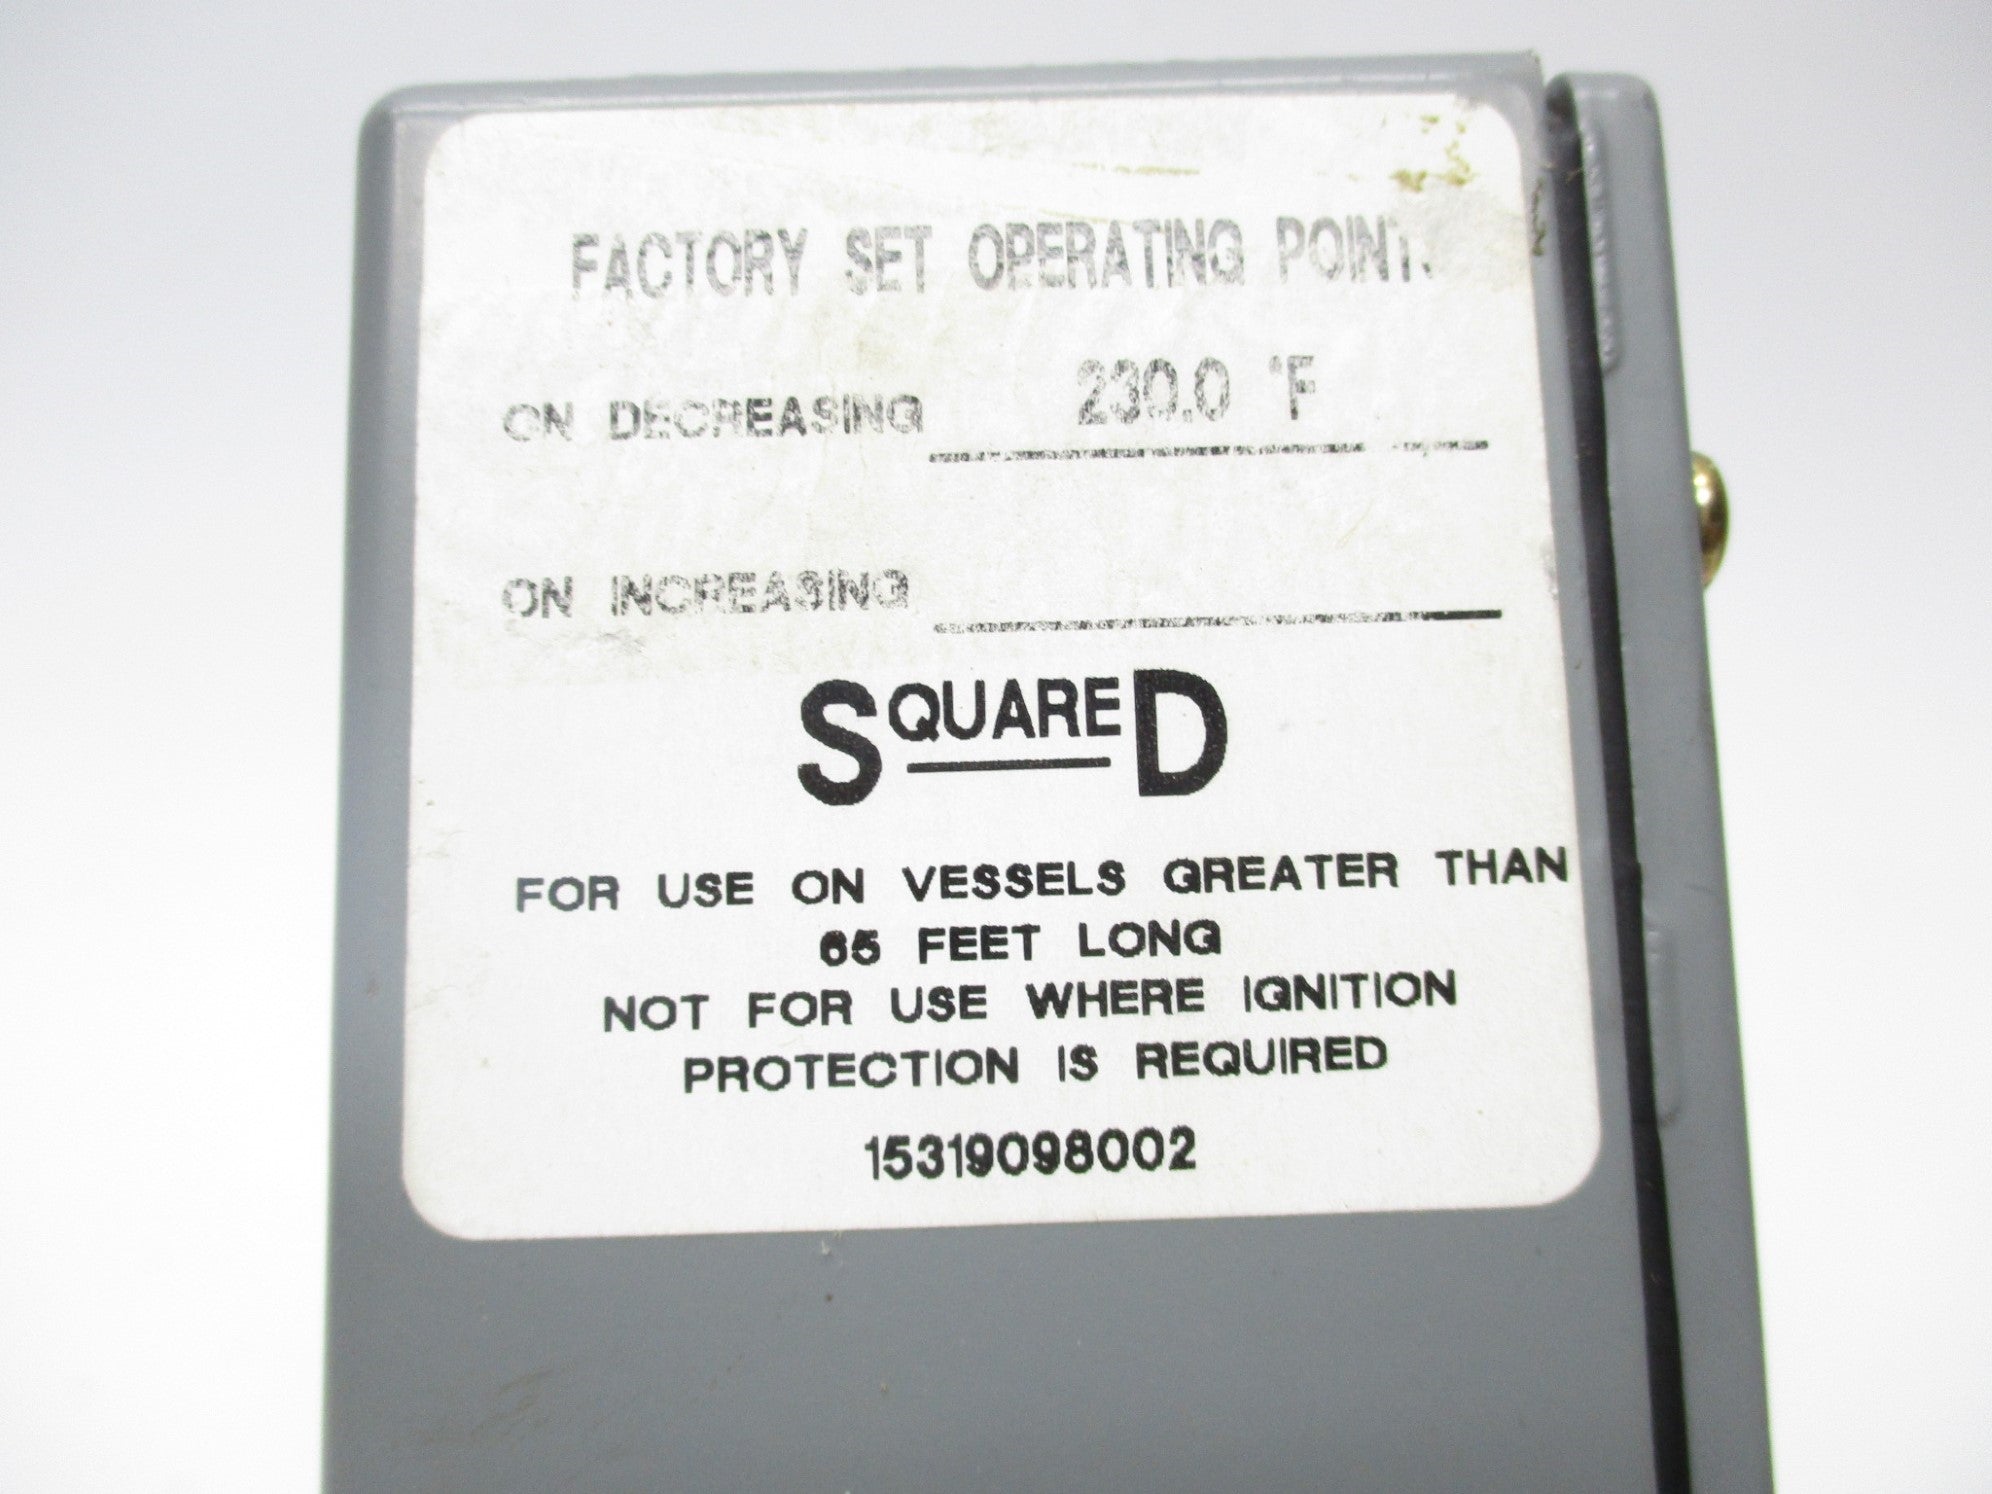 FACTORY SET OPERATING POINTS
ON DECREASING 230.0 °F
ON INCREASING
SQUARE D
FOR USE ON VESSELS GREATER THAN
65 FEET LONG
NOT FOR USE WHERE IGNITION
PROTECTION IS REQUIRED
15319098002